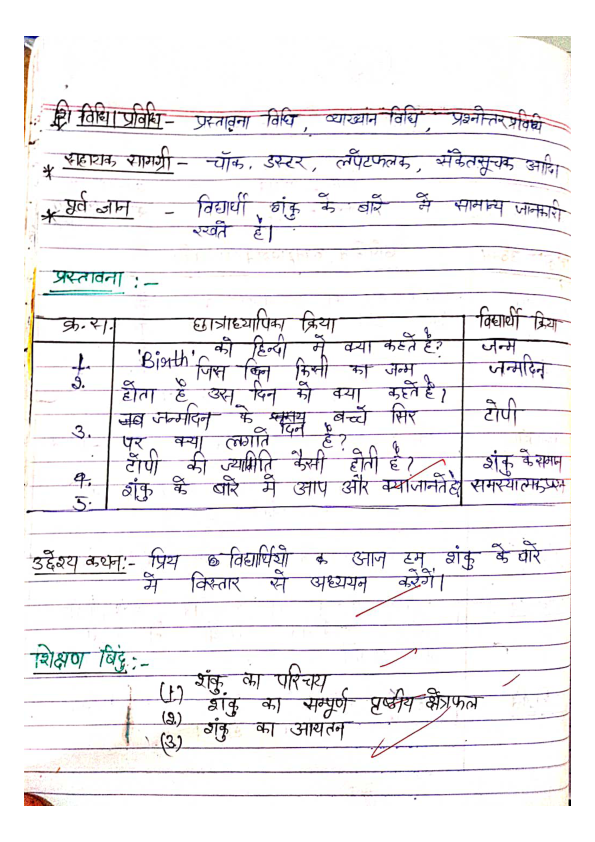 शि विधि/प्रविधि - प्रस्तावना विधि, व्याख्यान विधि, प्रश्नोत्तर प्रविधि
* सहायक सामग्री - चॉक, डस्टर, लपेटफलक, संकेतसूचक आदि।
* पूर्व ज्ञान - विद्यार्थी शंकु के बारे में सामान्य जानकारी
रखते है।
प्रस्तावना :-
क्र.स. छात्राध्यापिका क्रिया विद्यार्थी क्रिया
1. 'Birth' को हिन्दी में क्या कहते है? जन्म
2. जिस दिन किसी का जन्म जन्मदिन
होता है उस दिन को क्या कहते है?
3. जब जन्मदिन के दिन बच्चे सिर टोपी
पर क्या लगाते है?
4. टोपी की ज्यामिति कैसी होती है? शंकु के समान
5. शंकु के बारे में आप और क्या जानते है? समस्यात्मक प्रश्न
उद्देश्य कथन:- प्रिय विद्यार्थियो आज हम शंकु के बारे
में विस्तार से अध्ययन करेगें।
शिक्षण बिंदु:-
(1.) शंकु का परिचय
(2.) शंकु का सम्पूर्ण पृष्ठीय क्षेत्रफल
(3) शंकु का आयतन